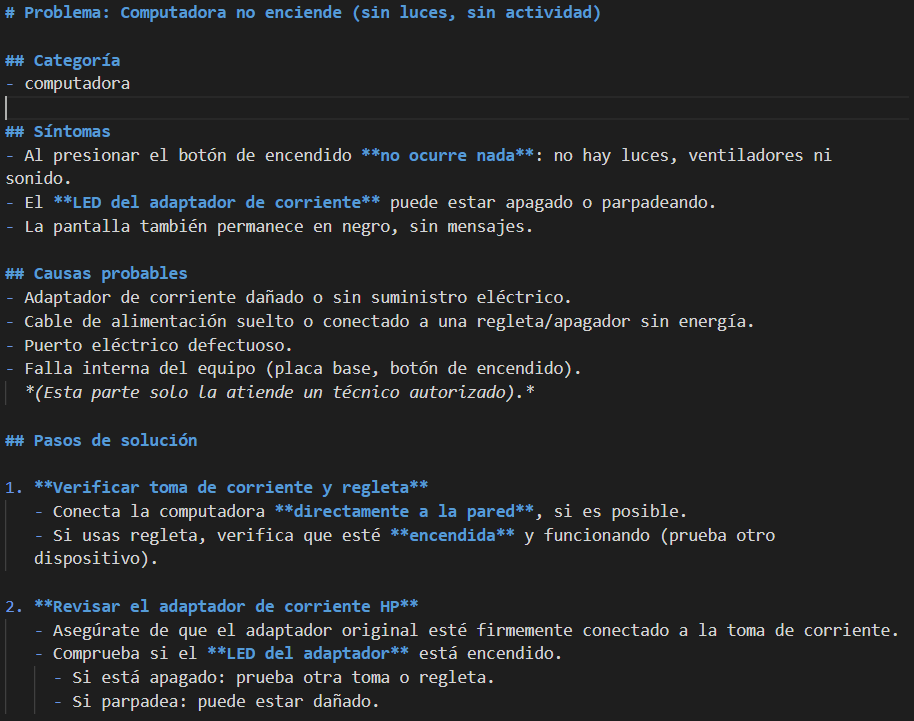 # Problema: Computadora no enciende (sin luces, sin actividad)
## Categoría
- computadora
## Síntomas
- Al presionar el botón de encendido **no ocurre nada**: no hay luces, ventiladores ni
sonido.
- El **LED del adaptador de corriente** puede estar apagado o parpadeando.
- La pantalla también permanece en negro, sin mensajes.
## Causas probables
- Adaptador de corriente dañado o sin suministro eléctrico.
- Cable de alimentación suelto o conectado a una regleta/apagador sin energía.
- Puerto eléctrico defectuoso.
- Falla interna del equipo (placa base, botón de encendido).
*(Esta parte solo la atiende un técnico autorizado).*
## Pasos de solución
1. **Verificar toma de corriente y regleta**
- Conecta la computadora **directamente a la pared**, si es posible.
- Si usas regleta, verifica que esté **encendida** y funcionando (prueba otro
dispositivo).
2. **Revisar el adaptador de corriente HP**
- Asegúrate de que el adaptador original esté firmemente conectado a la toma de corriente.
- Comprueba si el **LED del adaptador** está encendido.
- Si está apagado: prueba otra toma o regleta.
- Si parpadea: puede estar dañado.